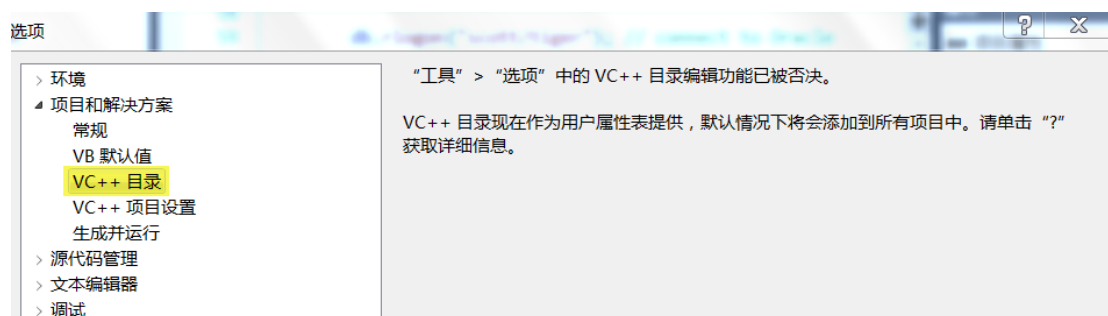 选项
环境
项目和解决方案
常规
VB 默认值
VC++ 目录
VC++ 项目设置
生成并运行
源代码管理
文本编辑器
调试
“工具” > “选项” 中的 VC++ 目录编辑功能已被否决。
VC++ 目录现在作为用户属性表提供，默认情况下将会添加到所有项目中。请单击 “?”
获取详细信息。